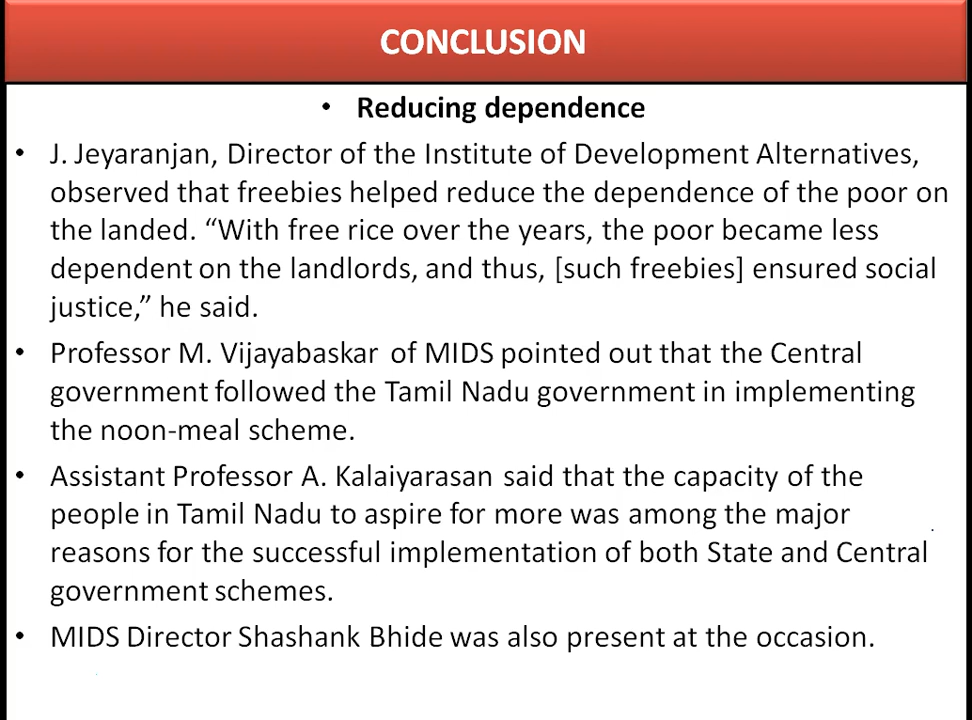 CONCLUSION
• Reducing dependence
• J. Jeyaranjan, Director of the Institute of Development Alternatives,
observed that freebies helped reduce the dependence of the poor on
the landed. “With free rice over the years, the poor became less
dependent on the landlords, and thus, [such freebies] ensured social
justice,” he said.
• Professor M. Vijayabaskar of MIDS pointed out that the Central
government followed the Tamil Nadu government in implementing
the noon-meal scheme.
• Assistant Professor A. Kalaiyarasan said that the capacity of the
people in Tamil Nadu to aspire for more was among the major
reasons for the successful implementation of both State and Central
government schemes.
• MIDS Director Shashank Bhide was also present at the occasion.